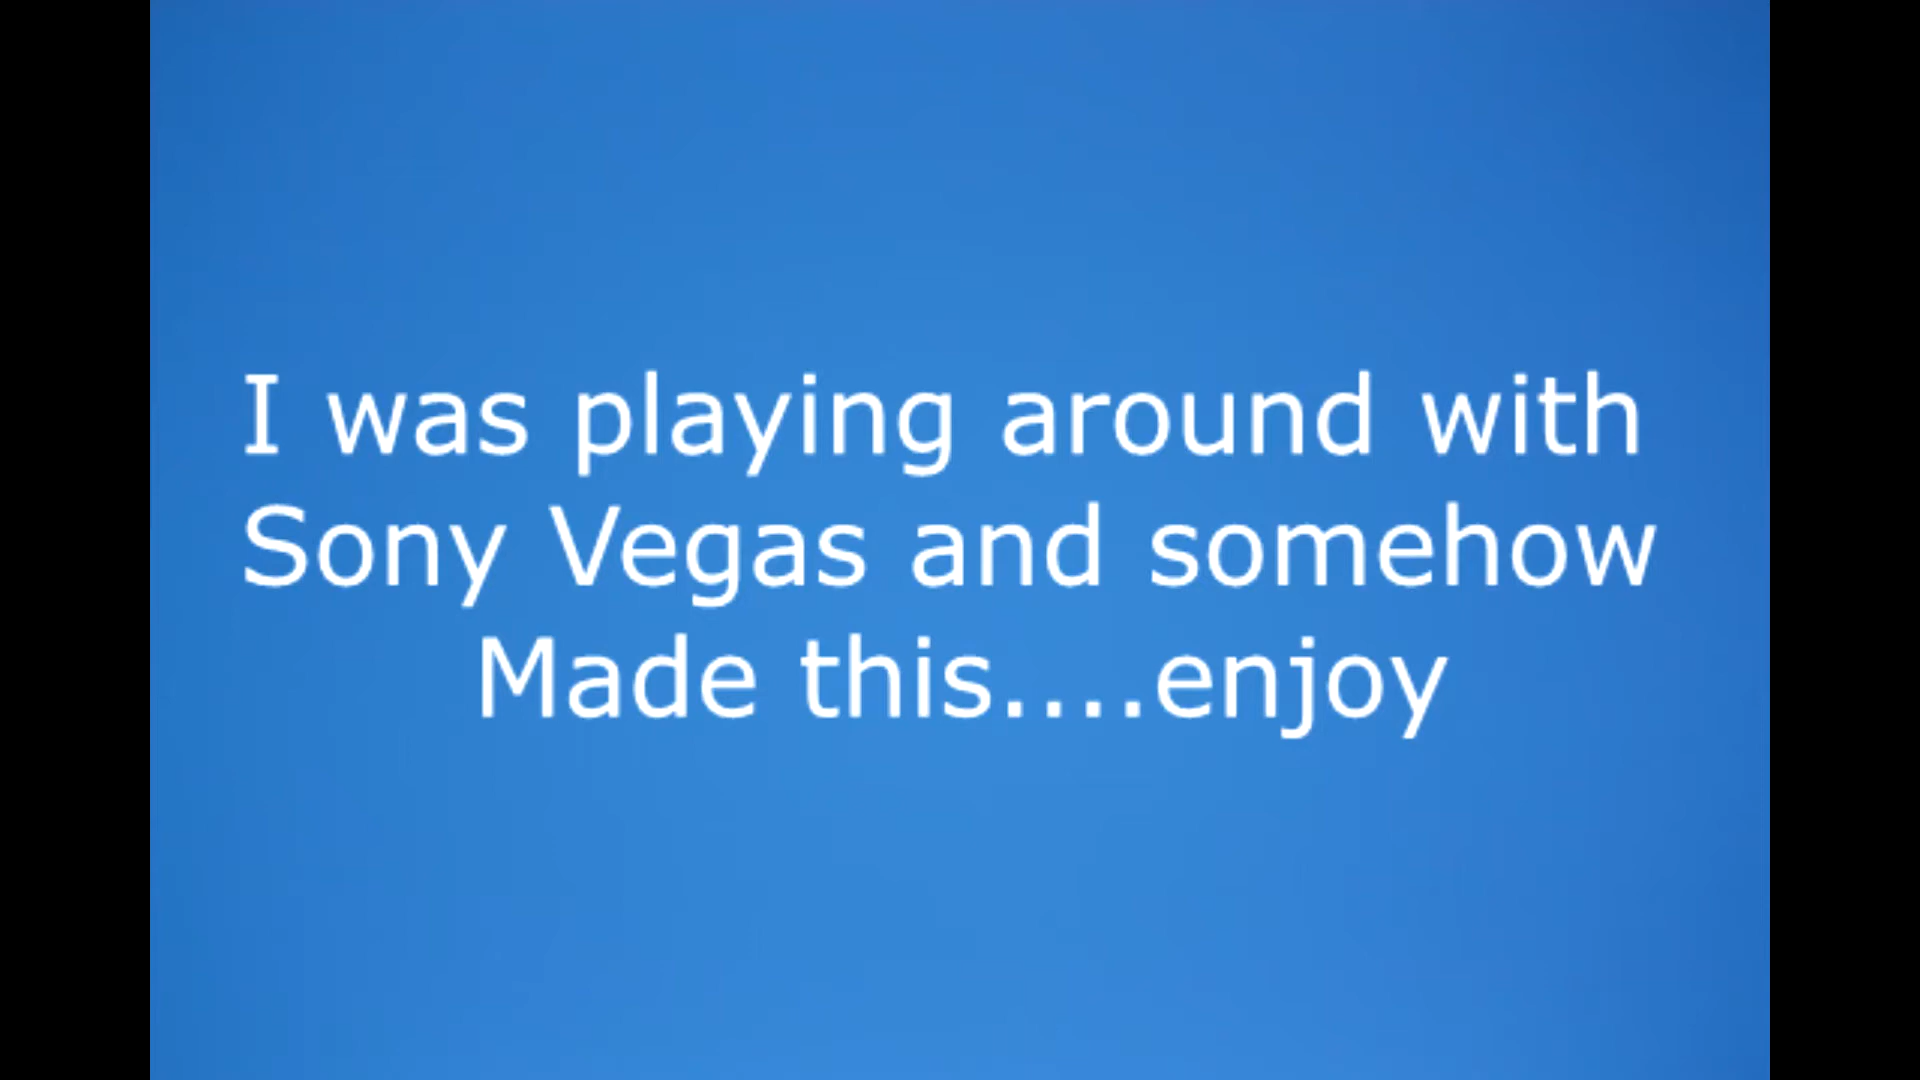 I was playing around with
Sony Vegas and somehow
Made this....enjoy